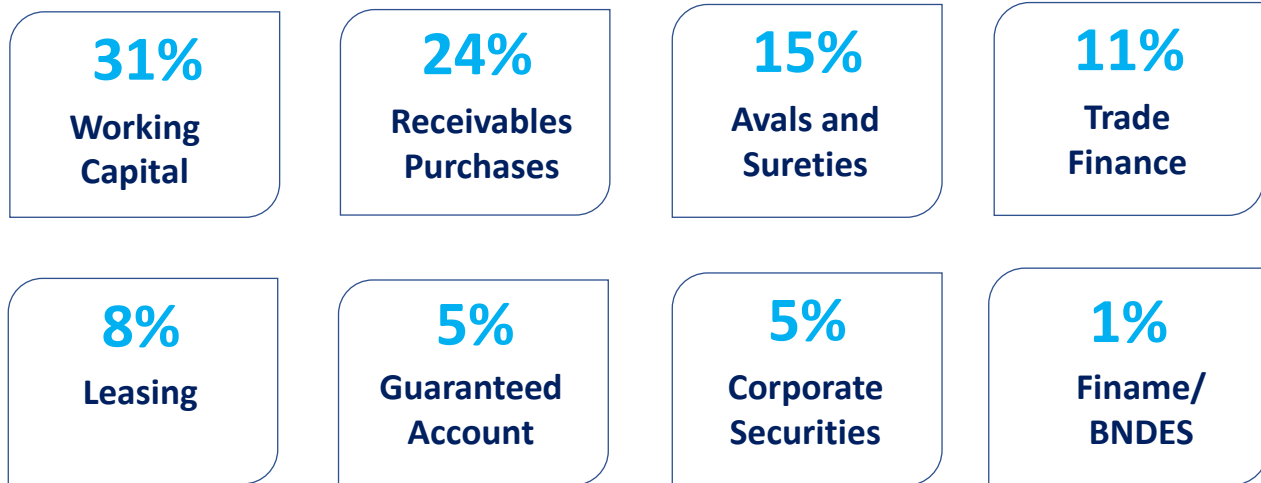 31%
Working
Capital
24%
Receivables
Purchases
15%
Avals and
Sureties
11%
Trade
Finance
8%
Leasing
5%
Guaranteed
Account
5%
Corporate
Securities
1%
Finame/
BNDES